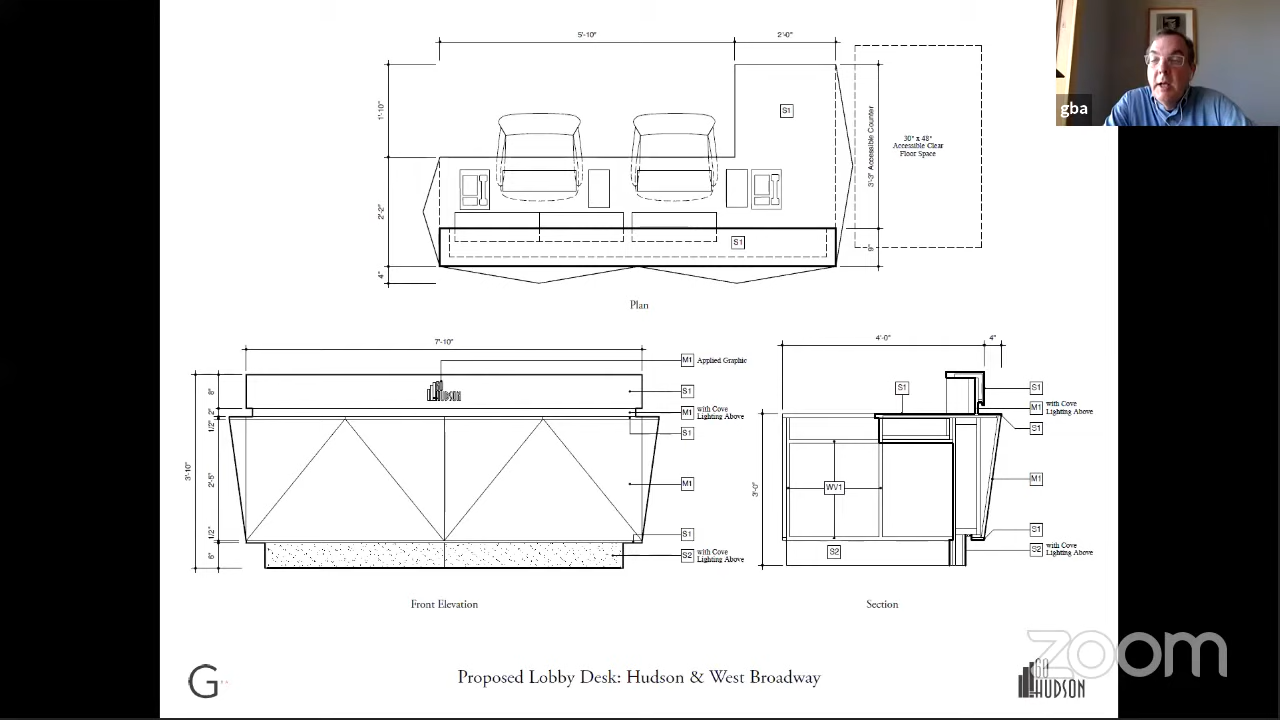 5'-10"
2'-0"
gba
1'-10"
S1
3'-3" Accessible Counter
30" x 48"
Accessible Clear
Floor Space
2'-2"
S1
9"
4"
Plan
7'-10"
4'-0"
4"
M1 Applied Graphic
8"
60
HUDSON
S1
S1
S1
2"
M1 with Cove
Lighting Above
M1 with Cove
Lighting Above
1/2"
S1
S1
3'-10"
2'-5"
M1
3'-0"
WV1
M1
1/2"
S1
S1
6"
S2 with Cove
Lighting Above
S2
S2 with Cove
Lighting Above
Front Elevation
Section
zoom
G BA
Proposed Lobby Desk: Hudson & West Broadway
60
HUDSON